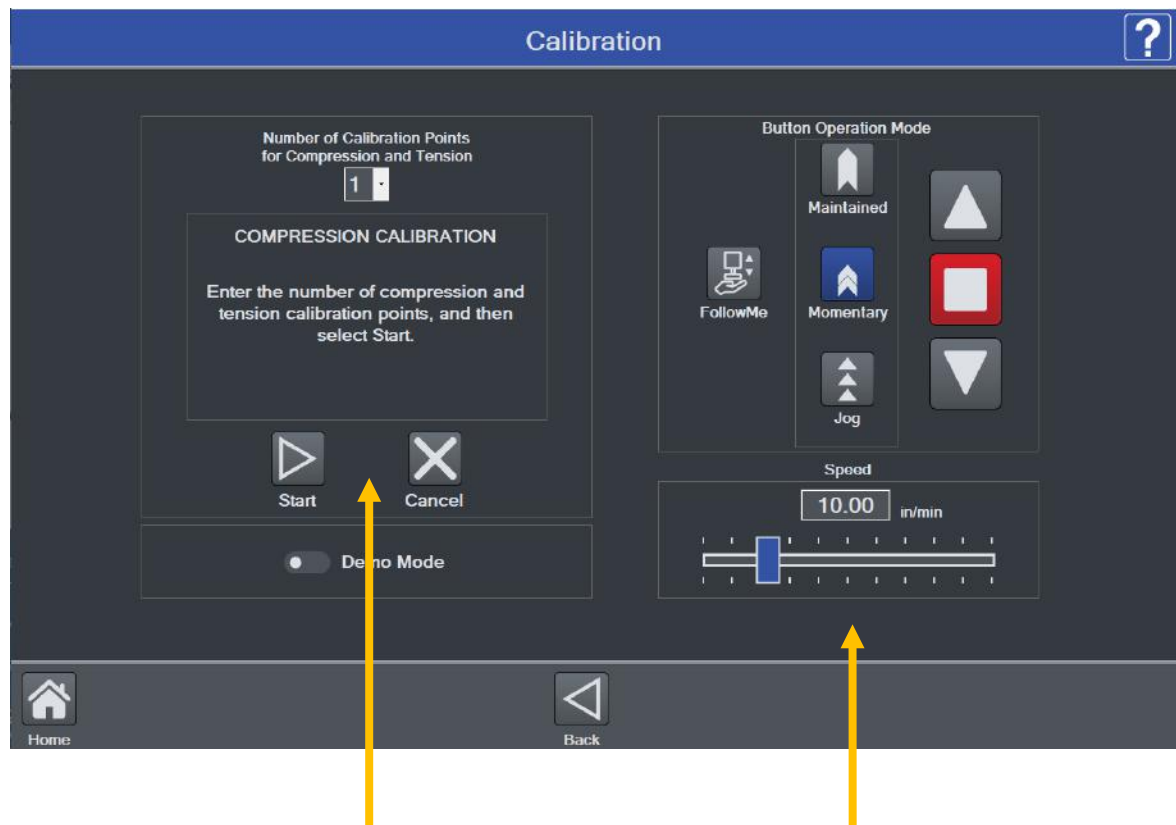 Calibration
?
Number of Calibration Points
for Compression and Tension
1
COMPRESSION CALIBRATION
Enter the number of compression and
tension calibration points, and then
select Start.
Start
Cancel
Demo Mode
Button Operation Mode
Maintained
FollowMe
Momentary
Jog
Speed
10.00 in/min
Home
Back